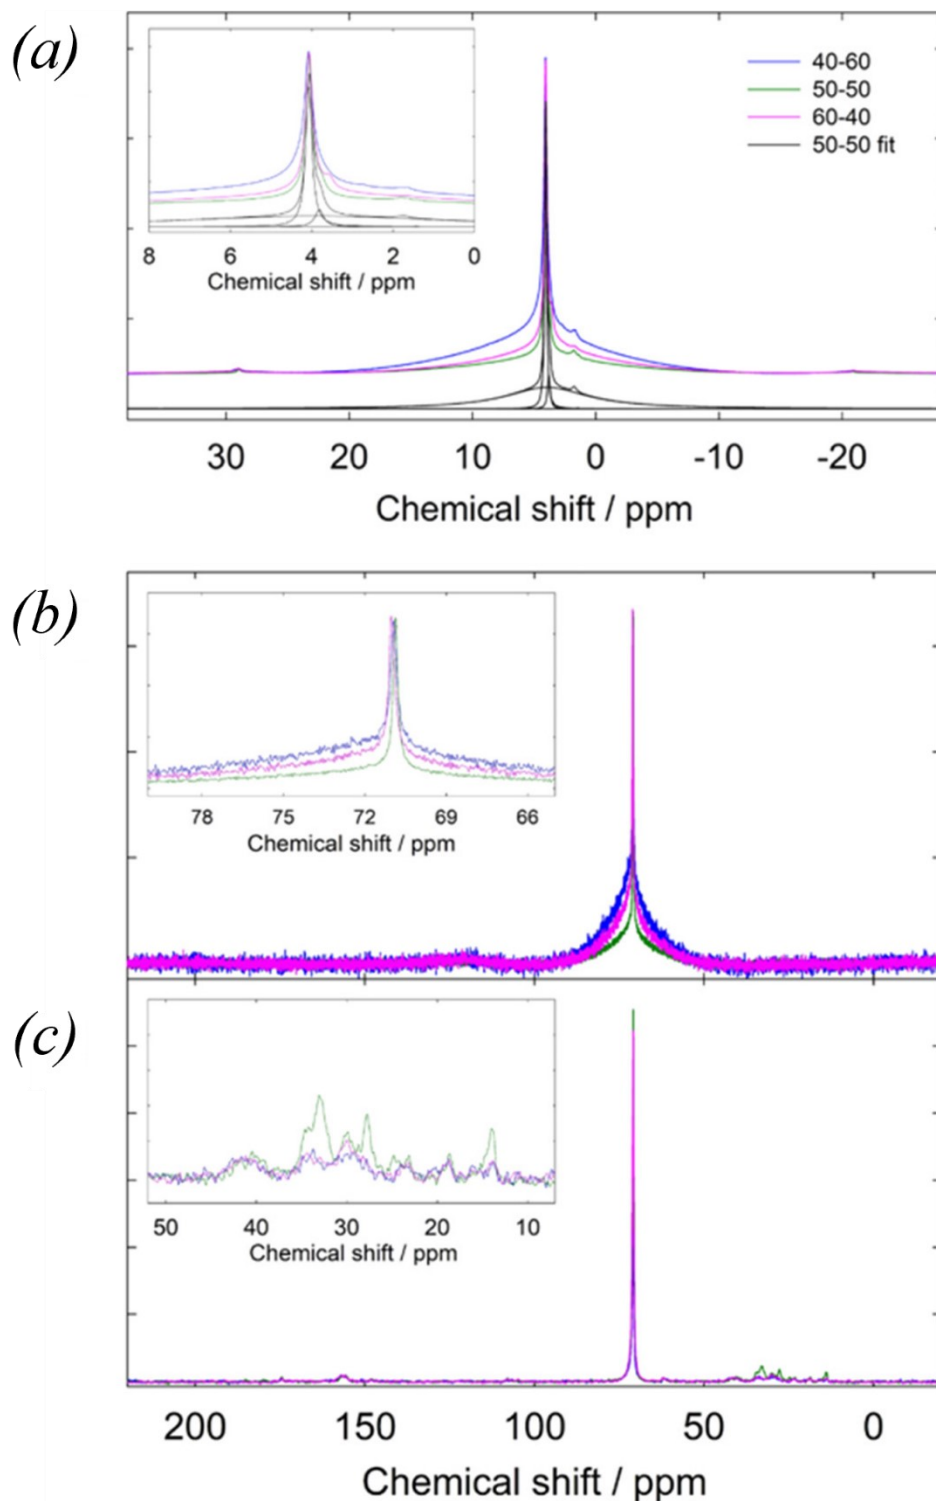 (a)
40-60
50-50
60-40
50-50 fit
8 6 4 2 0
Chemical shift / ppm
30 20 10 0 -10 -20
Chemical shift / ppm
(b)
78 75 72 69 66
Chemical shift / ppm
(c)
50 40 30 20 10
Chemical shift / ppm
200 150 100 50 0
Chemical shift / ppm